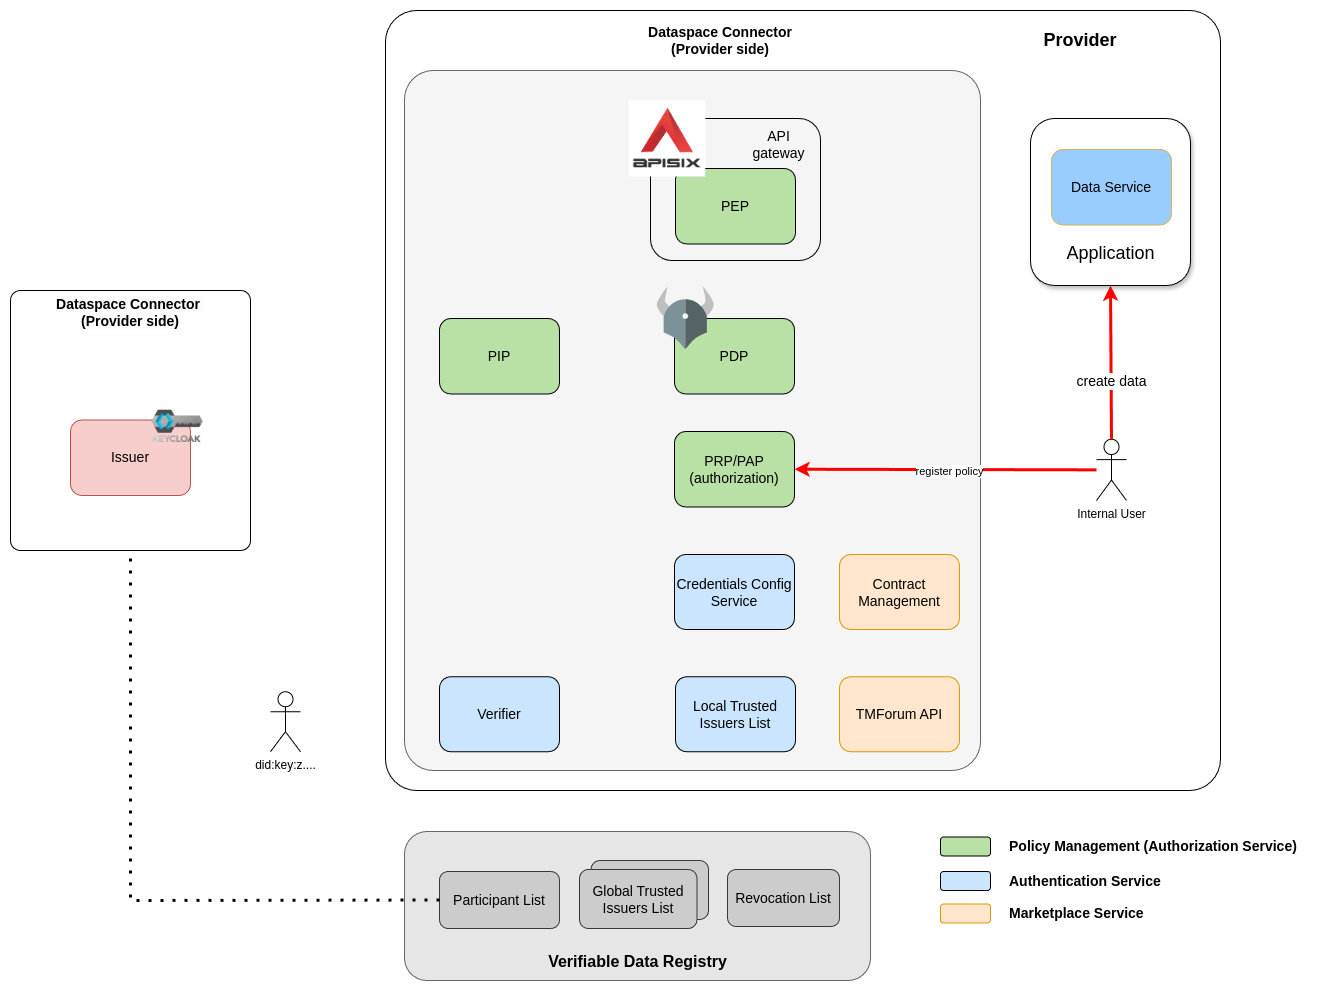 Dataspace Connector
(Provider side)
Provider
APISIX
API
gateway
PEP
Data Service
Application
Dataspace Connector
(Provider side)
KEYCLOAK
Issuer
PIP
PDP
create data
PRP/PAP
(authorization)
register policy
Internal User
Credentials Config
Service
Contract
Management
Verifier
Local Trusted
Issuers List
TMForum API
did:key:z....
Participant List
Global Trusted
Issuers List
Revocation List
Verifiable Data Registry
Policy Management (Authorization Service)
Authentication Service
Marketplace Service